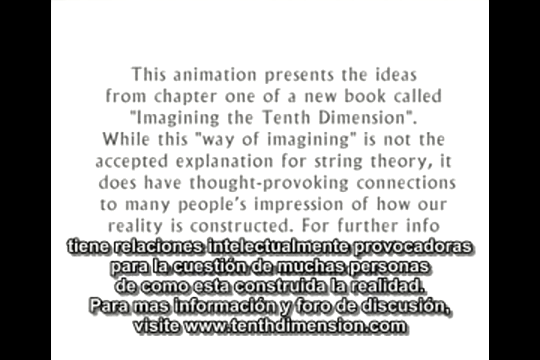 This animation presents the ideas
from chapter one of a new book called
"Imagining the Tenth Dimension".
While this "way of imagining" is not the
accepted explanation for string theory, it
does have thought-provoking connections
to many people's impression of how our
reality is constructed. For further info
tiene relaciones intelectualmente provocadoras
para la cuestión de muchas personas
de como esta construida la realidad.
Para mas información y foro de discusión,
visite www.tenthdimension.com